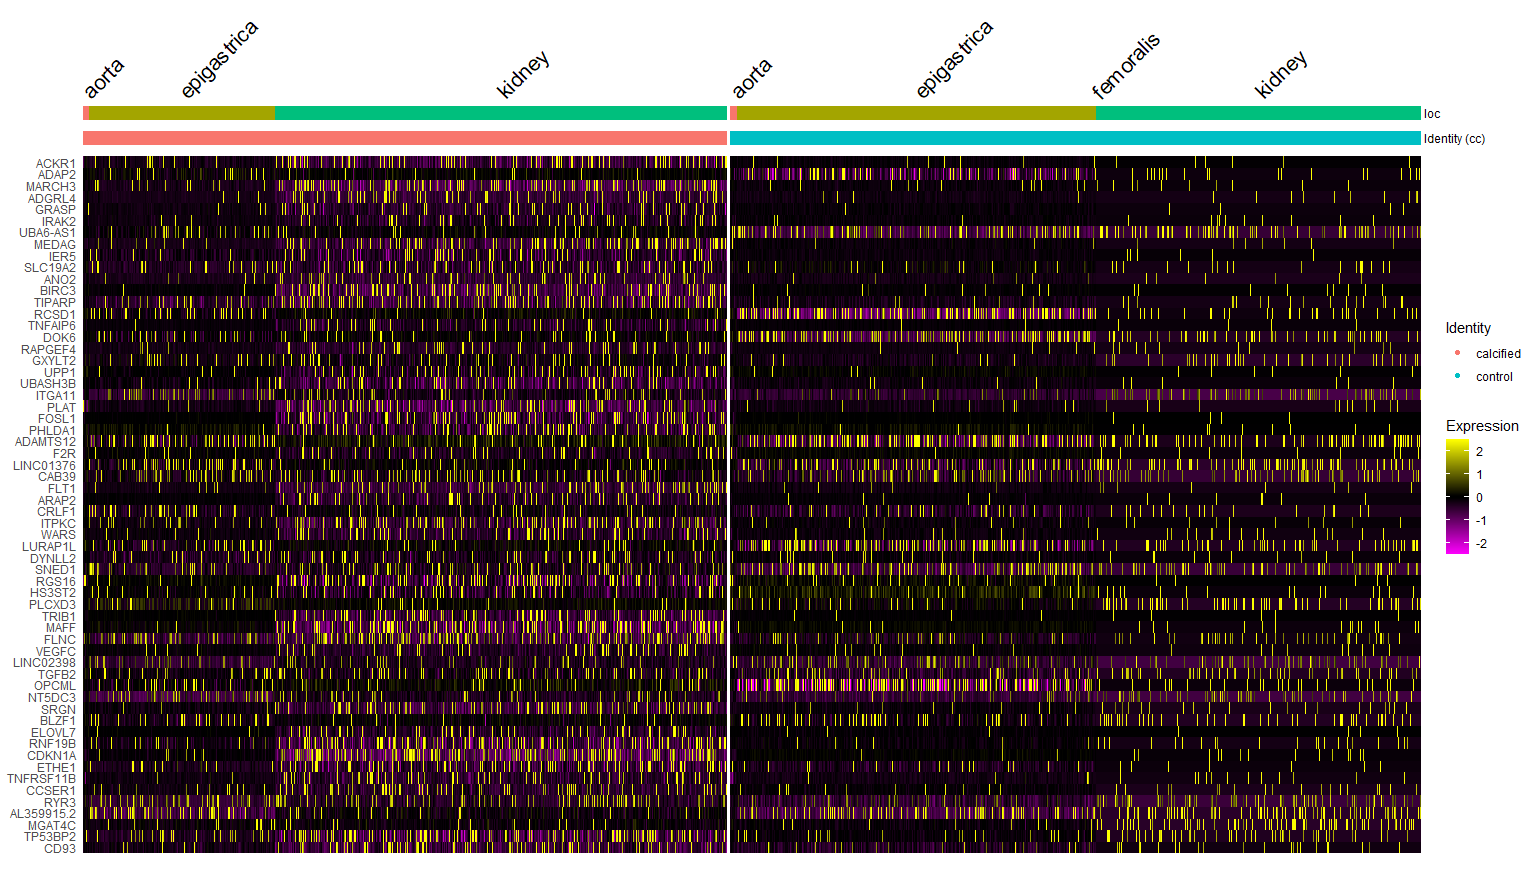 aorta
epigastrica
kidney
aorta
epigastrica
femoralis
kidney
loc
Identity (cc)
ACKR1
ADAP2
MARCH3
ADGRL4
GRASP
IRAK2
UBA6-AS1
MEDAG
IER5
SLC19A2
ANO2
BIRC3
TIPARP
RCSD1
TNFAIP6
DOK6
RAPGEF4
GXYLT2
UPP1
UBASH3B
ITGA11
PLAT
FOSL1
PHLDA1
ADAMTS12
F2R
LINC01376
CAB39
FLT1
ARAP2
CRLF1
ITPKC
WARS
LURAP1L
DYNLL2
SNED1
RGS16
HS3ST2
PLCXD3
TRIB1
MAFF
FLNC
VEGFC
LINC02398
TGFB2
OPCML
NT5DC3
SRGN
BLZF1
ELOVL7
RNF19B
CDKN1A
ETHE1
TNFRSF11B
CCSER1
RYR3
AL359915.2
MGAT4C
TP53BP2
CD93
Identity
calcified
control
Expression
2
1
0
-1
-2